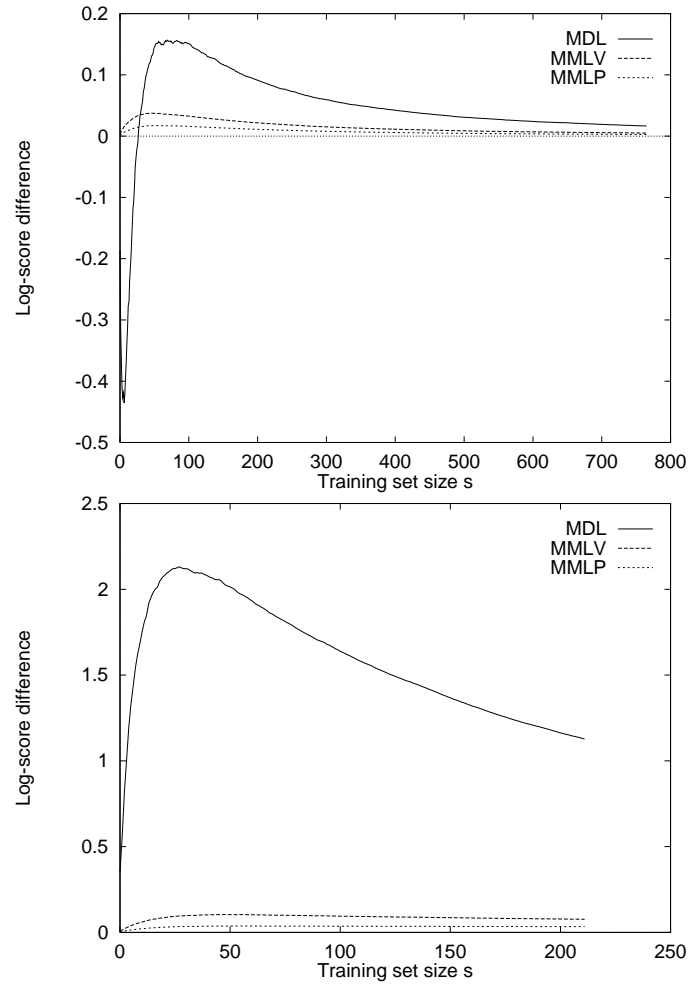 0.2
0.1
0
-0.1
-0.2
-0.3
-0.4
-0.5
Log-score difference
MDL
MMLV
MMLP
0 100 200 300 400 500 600 700 800
Training set size s
2.5
2
1.5
1
0.5
0
Log-score difference
MDL
MMLV
MMLP
0 50 100 150 200 250
Training set size s